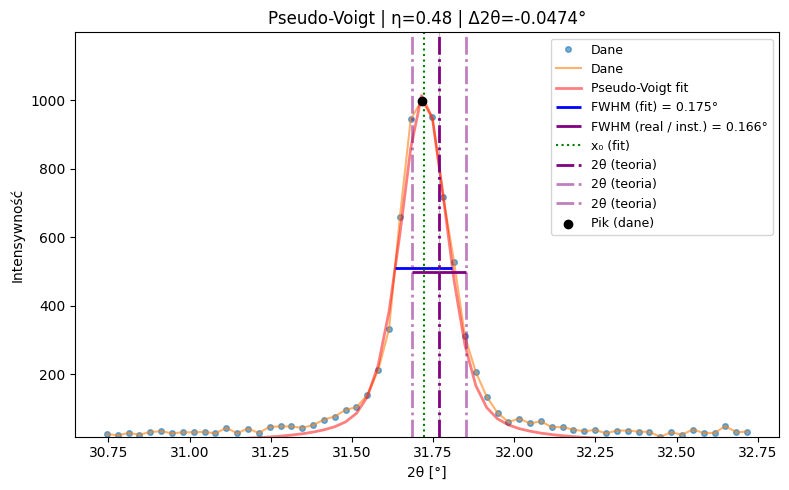 Pseudo-Voigt | η=0.48 | Δ2θ=-0.0474°
Dane
Dane
Pseudo-Voigt fit
FWHM (fit) = 0.175°
FWHM (real / inst.) = 0.166°
x₀ (fit)
2θ (teoria)
2θ (teoria)
2θ (teoria)
Pik (dane)
Intensywność
1000
800
600
400
200
30.75 31.00 31.25 31.50 31.75 32.00 32.25 32.50 32.75
2θ [°]